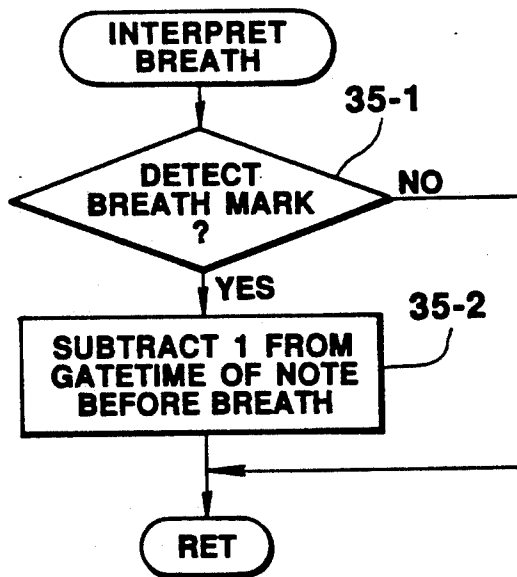 INTERPRET
BREATH
35-1
DETECT
BREATH MARK
?
NO
YES
35-2
SUBTRACT 1 FROM
GATETIME OF NOTE
BEFORE BREATH
RET